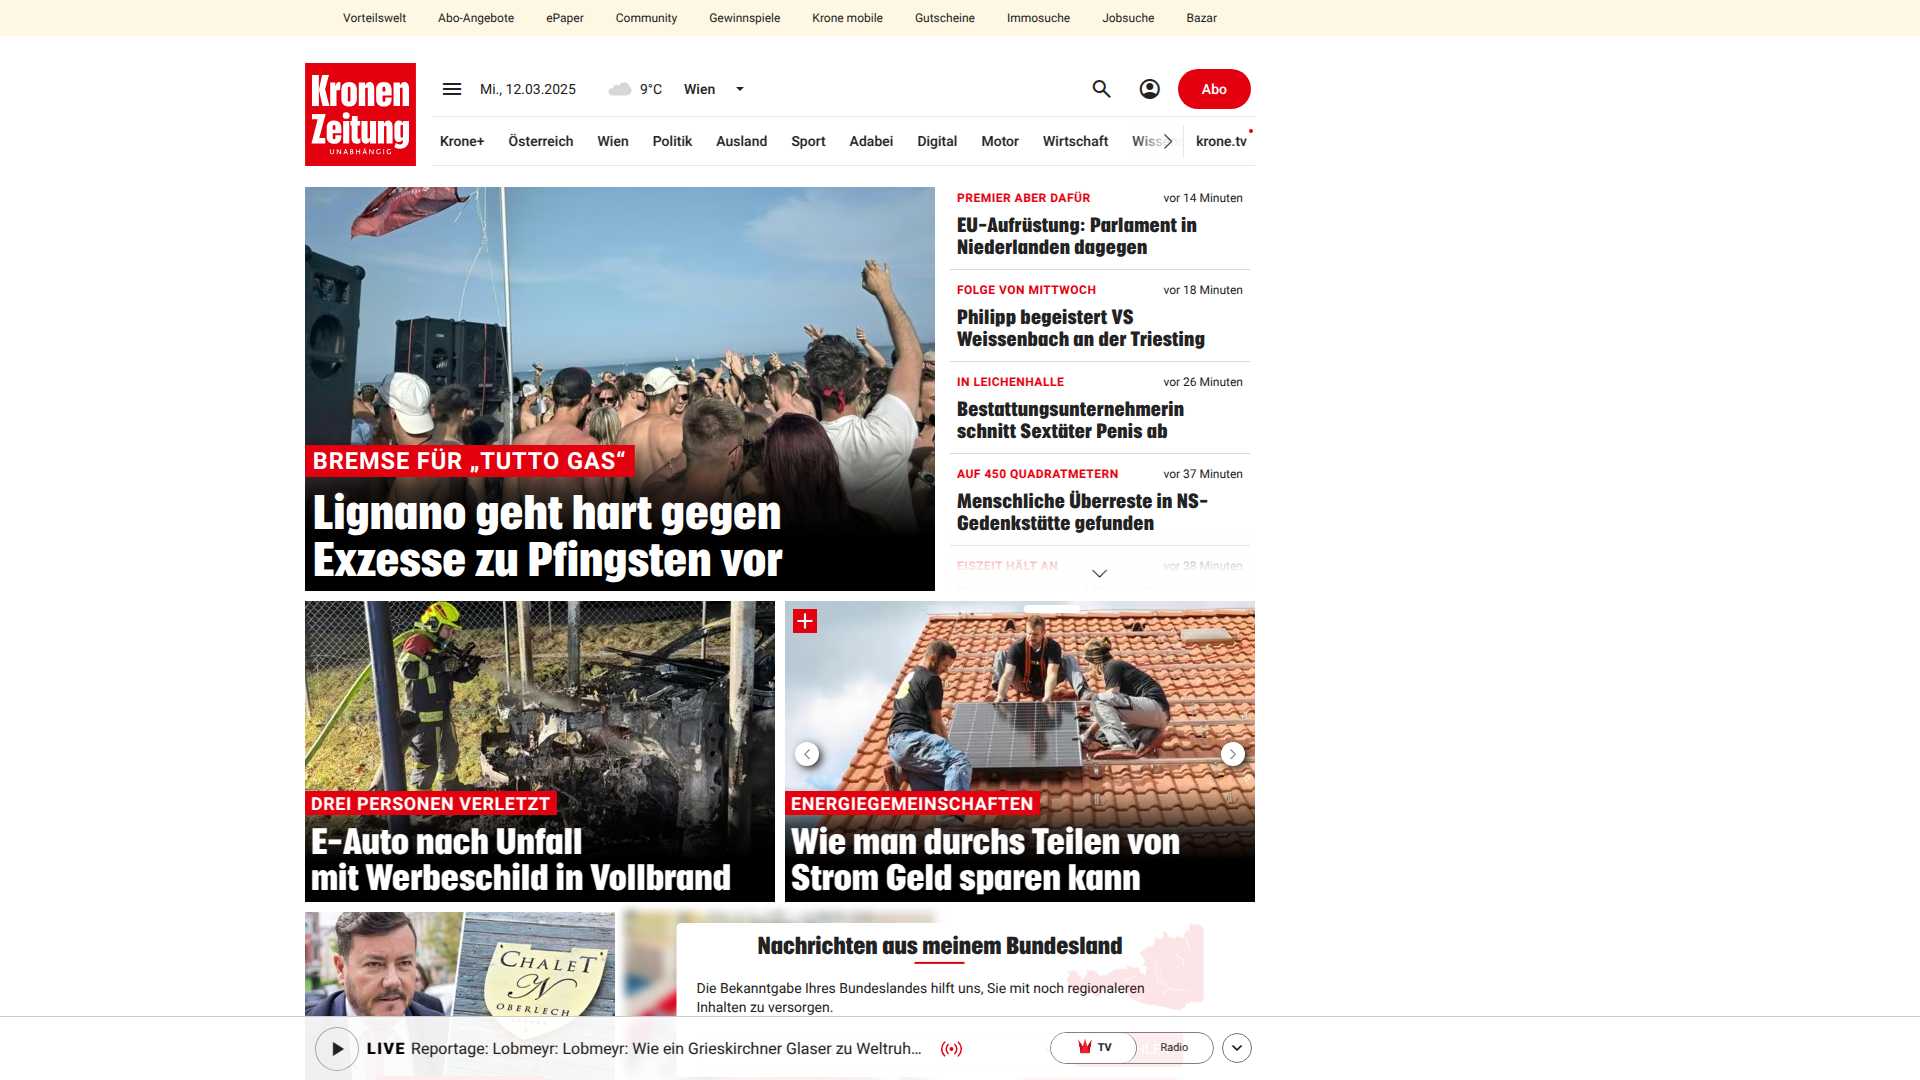 Vorteilswelt
Abo-Angebote
ePaper
Community
Gewinnspiele
Krone mobile
Gutscheine
Immosuche
Jobsuche
Bazar
Kronen
Zeitung
UNABHÄNGIG
Mi., 12.03.2025
9°C
Wien
Abo
Krone+
Österreich
Wien
Politik
Ausland
Sport
Adabei
Digital
Motor
Wirtschaft
krone.tv
BREMSE FÜR „TUTTO GAS“
Lignano geht hart gegen
Exzesse zu Pfingsten vor
PREMIER ABER DAFÜR
vor 14 Minuten
EU-Aufrüstung: Parlament in
Niederlanden dagegen
FOLGE VON MITTWOCH
vor 18 Minuten
Philipp begeistert VS
Weissenbach an der Triesting
IN LEICHENHALLE
vor 26 Minuten
Bestattungsunternehmerin
schnitt Sextäter Penis ab
AUF 450 QUADRATMETERN
vor 37 Minuten
Menschliche Überreste in NS-
Gedenkstätte gefunden
EISZEIT HÄLT AN
vor 38 Minuten
DREI PERSONEN VERLETZT
E-Auto nach Unfall
mit Werbeschild in Vollbrand
ENERGIEGEMEINSCHAFTEN
Wie man durchs Teilen von
Strom Geld sparen kann
CHALET
N
OBERLECH
Nachrichten aus meinem Bundesland
Die Bekanntgabe Ihres Bundeslandes hilft uns, Sie mit noch regionaleren
Inhalten zu versorgen.
LIVE Reportage: Lobmeyr: Lobmeyr: Wie ein Grieskirchner Glaser zu Weltruh...
TV
Radio